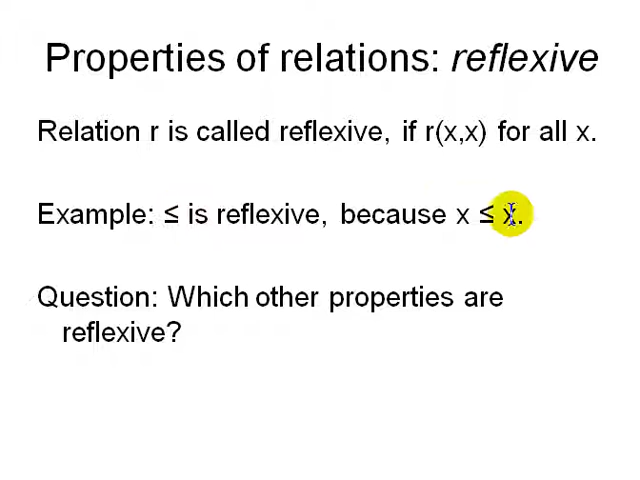 Properties of relations: reflexive
Relation r is called reflexive, if r(x,x) for all x.
Example: ≤ is reflexive, because x ≤ x.
Question: Which other properties are
reflexive?